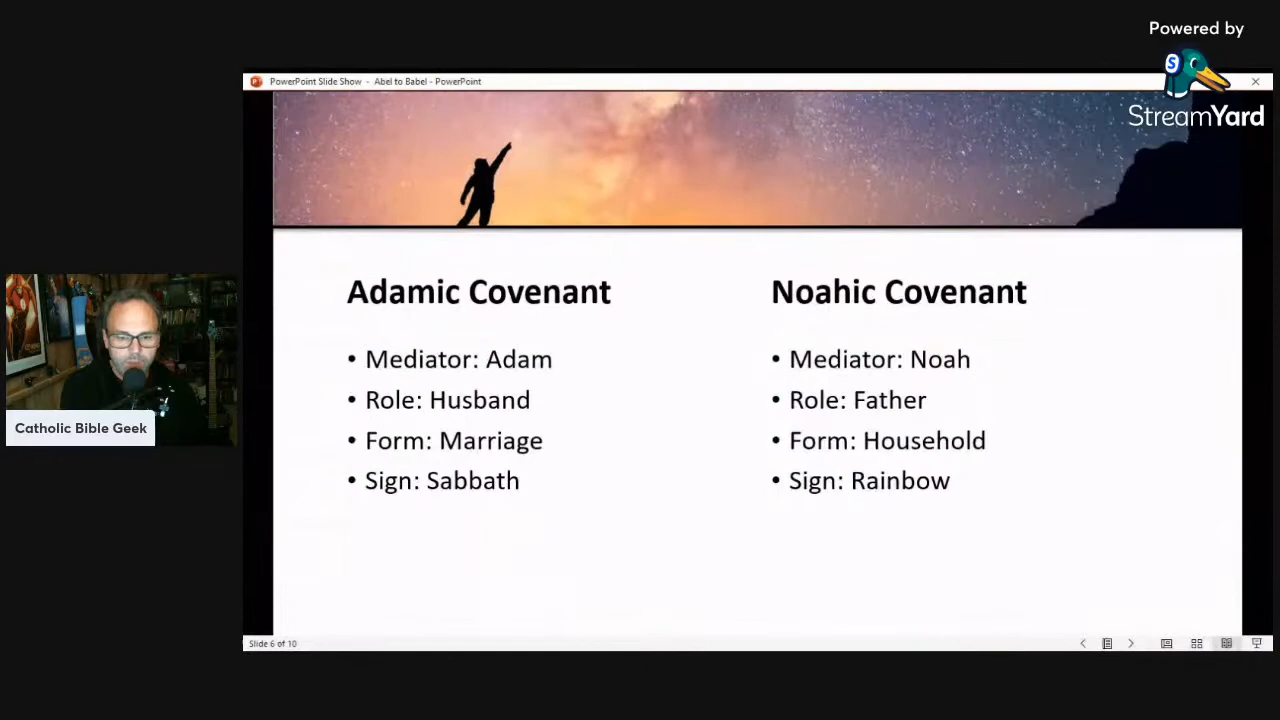 Powered by
StreamYard
PowerPoint Slide Show - Abel to Babel - PowerPoint
Adamic Covenant
• Mediator: Adam
• Role: Husband
• Form: Marriage
• Sign: Sabbath
Noahic Covenant
• Mediator: Noah
• Role: Father
• Form: Household
• Sign: Rainbow
Catholic Bible Geek
Slide 6 of 10